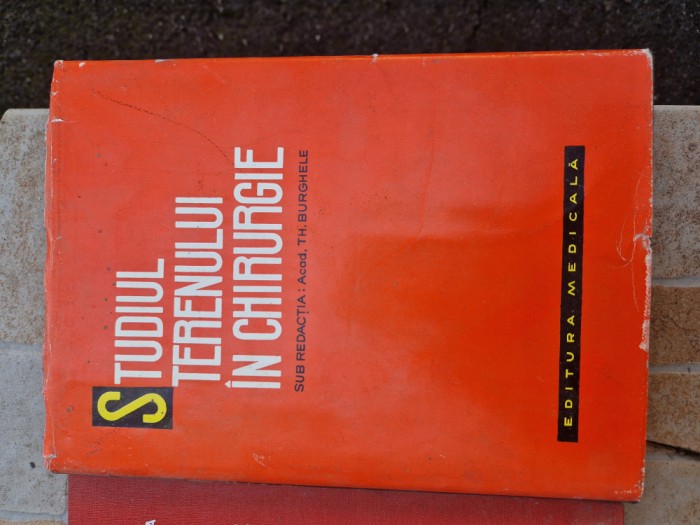 STUDIUL
TERENULUI
ÎN CHIRURGIE
SUB REDACȚIA: Acad. TH. BURGHELE
EDITURA MEDICALĂ
A